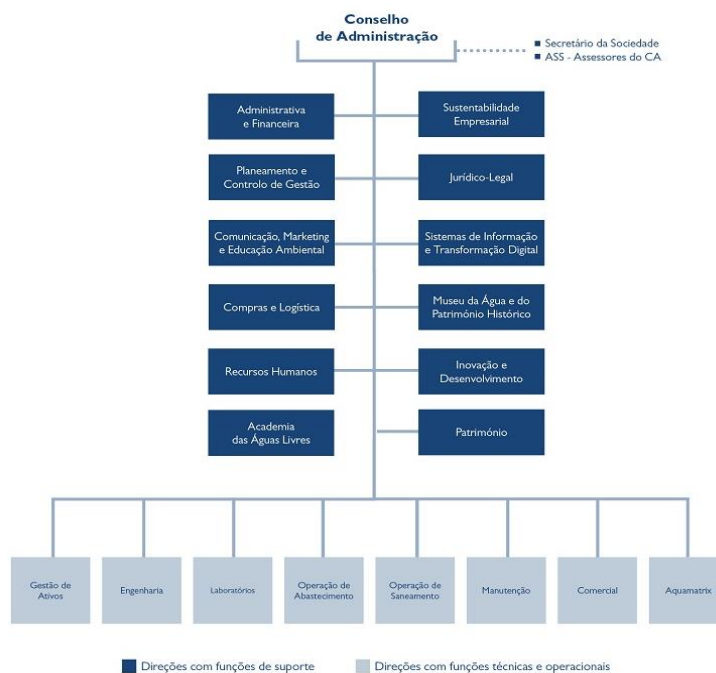 Conselho
de Administração
Secretário da Sociedade
ASS - Assessores do CA
Administrativa
e Financeira
Sustentabilidade
Empresarial
Planeamento e
Controlo de Gestão
Jurídico-Legal
Comunicação, Marketing
e Educação Ambiental
Sistemas de Informação
e Transformação Digital
Compras e Logística
Museu da Água e do
Património Histórico
Recursos Humanos
Inovação e
Desenvolvimento
Academia
das Águas Livres
Património
Gestão de
Ativos
Engenharia
Laboratórios
Operação de
Abastecimento
Operação de
Saneamento
Manutenção
Comercial
Aquamatrix
Direções com funções de suporte
Direções com funções técnicas e operacionais